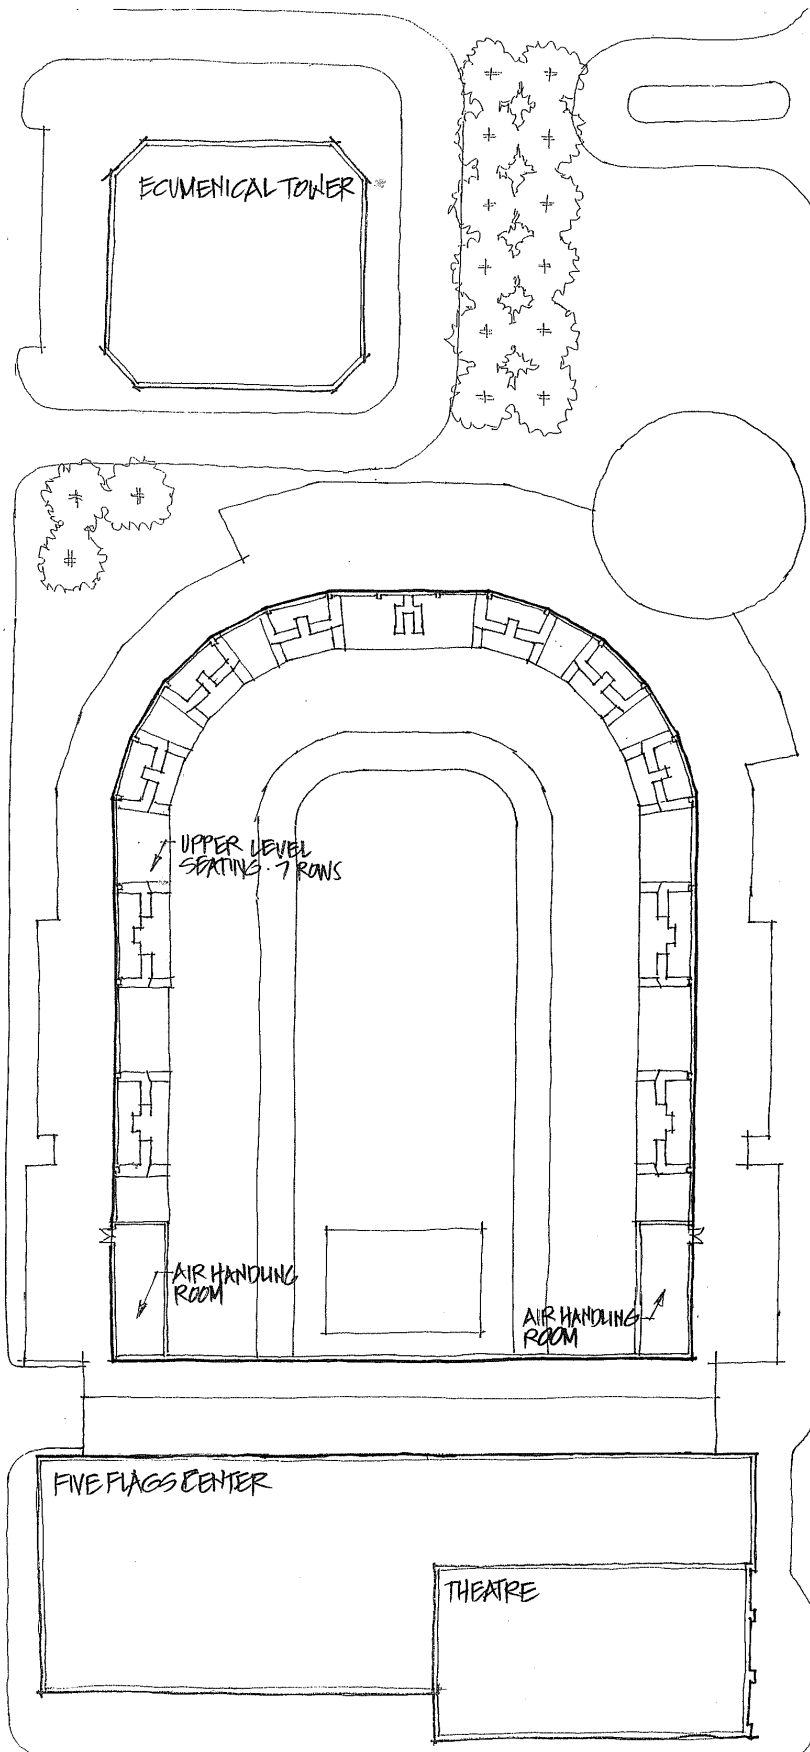 ECUMENICAL TOWER
UPPER LEVEL
SEATING · 7 ROWS
AIR HANDLING
ROOM
AIR HANDLING
ROOM
FIVE FLAGS CENTER
THEATRE